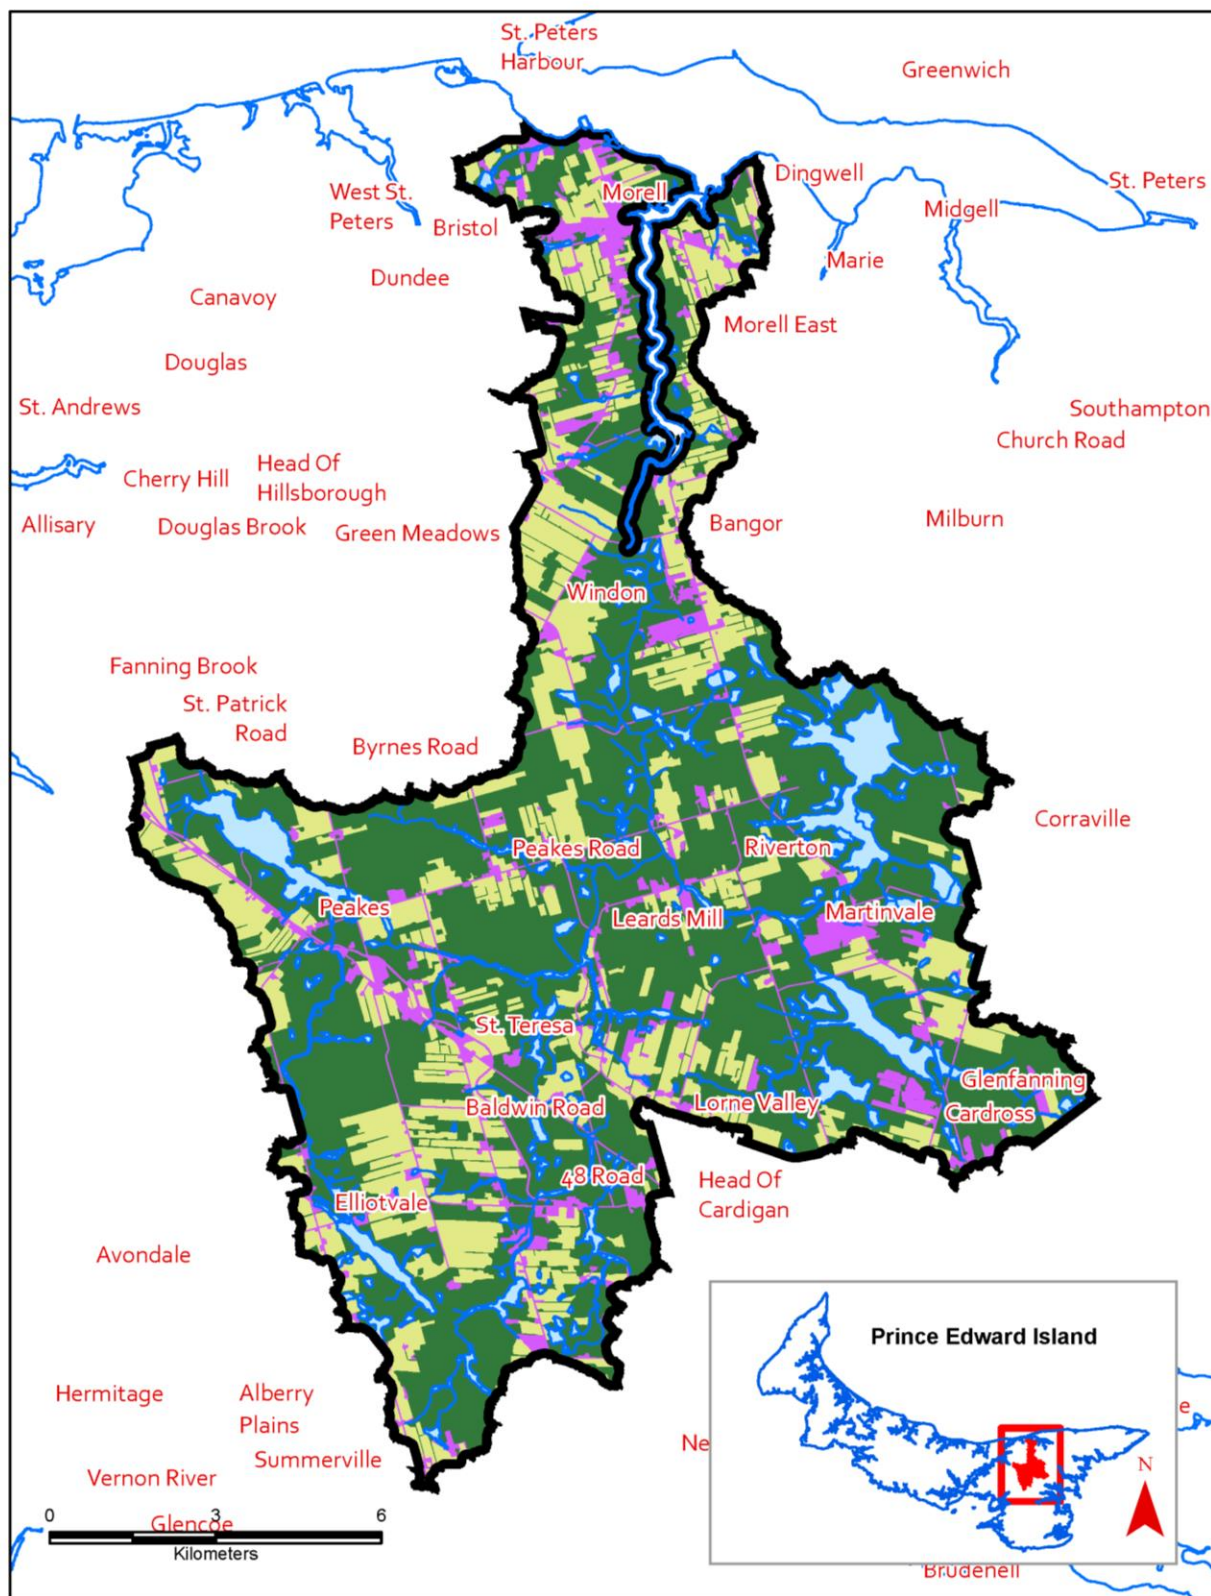 St. Peters
Harbour
Greenwich
Dingwell
St. Peters
West St.
Peters
Morell
Midgell
Bristol
Marie
Dundee
Canavoy
Morell East
Douglas
St. Andrews
Southampton
Church Road
Head Of
Hillsborough
Cherry Hill
Allisary
Douglas Brook
Green Meadows
Bangor
Milburn
Windon
Fanning Brook
St. Patrick
Road
Byrnes Road
Corraville
Peakes Road
Riverton
Peakes
Leards Mill
Martinvale
St. Teresa
Glenfanning
Baldwin Road
Lorne Valley
Cardross
48 Road
Head Of
Cardigan
Elliotvale
Avondale
Prince Edward Island
Hermitage
Alberry
Plains
e
Ne
Summerville
Vernon River
N
0 3 6
Glencoe
Kilometers
Brudenell